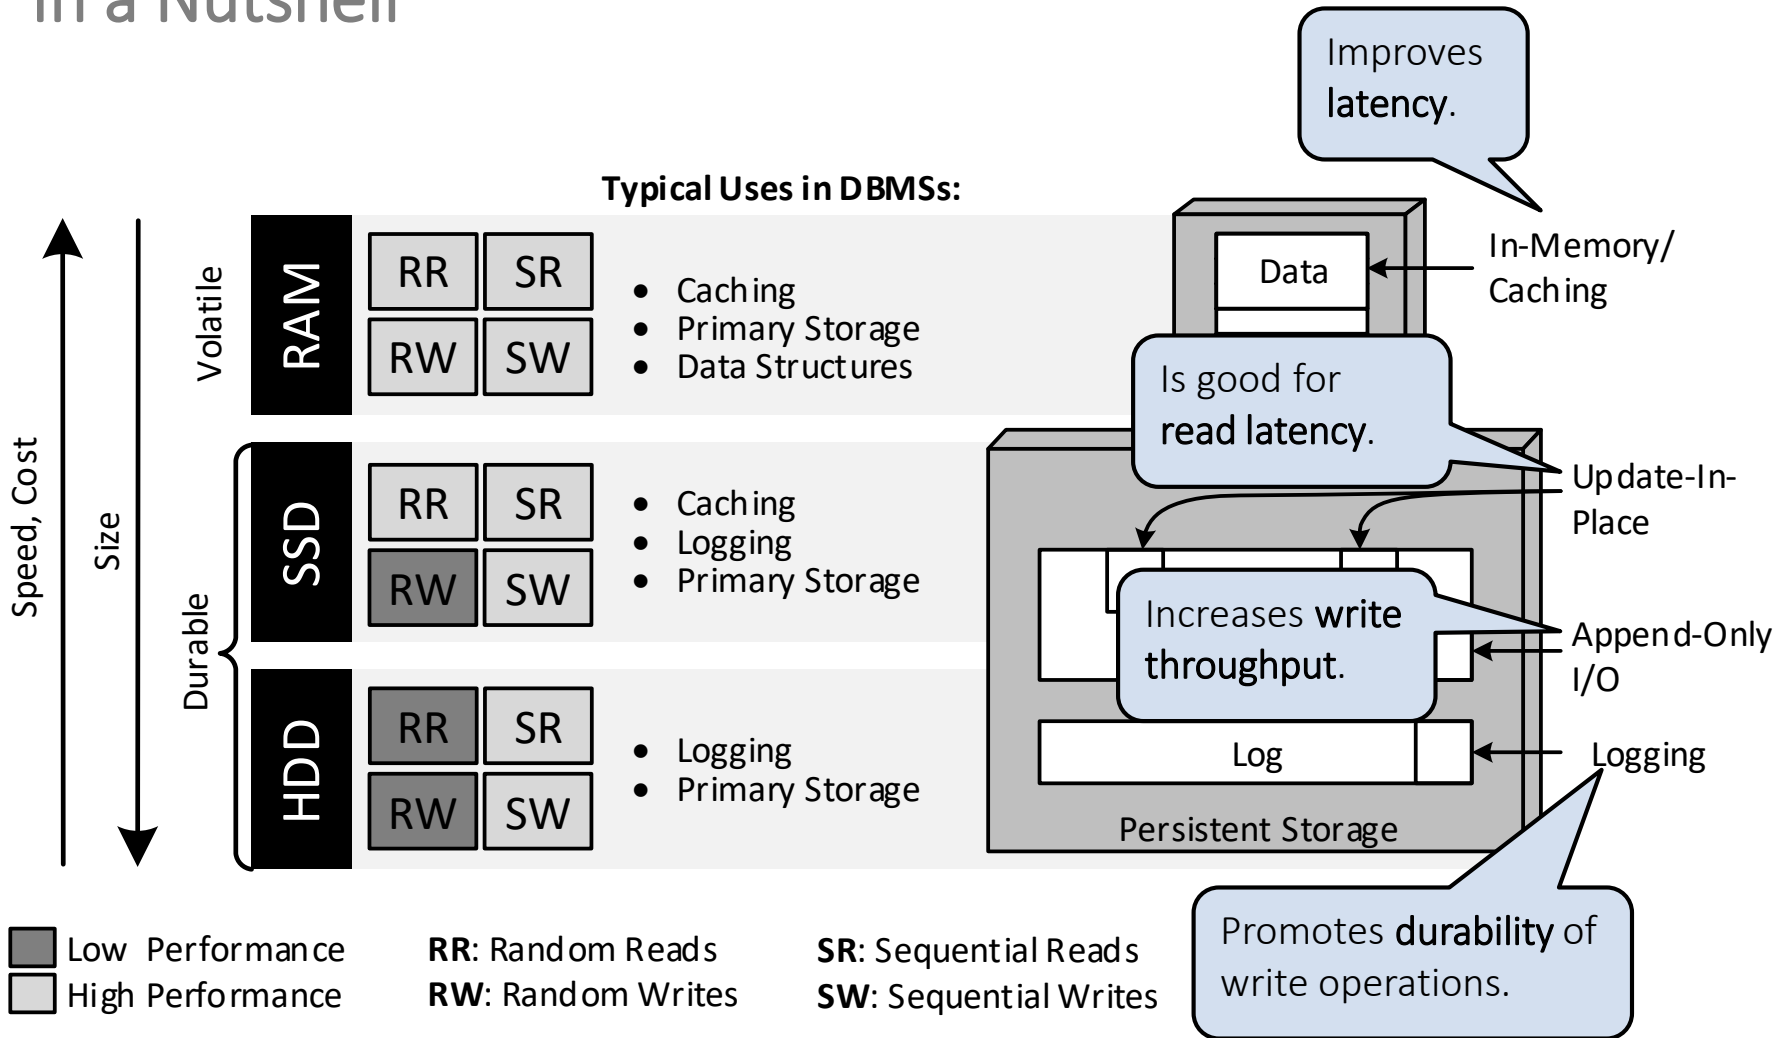 In a Nutshell
Improves
latency.
Typical Uses in DBMSs:
Speed, Cost
Size
Volatile
RAM
RR
SR
RW
SW
• Caching
• Primary Storage
• Data Structures
Data
In-Memory/
Caching
Is good for
read latency.
Durable
SSD
RR
SR
RW
SW
• Caching
• Logging
• Primary Storage
Update-In-
Place
Increases write
throughput.
Append-Only
I/O
HDD
RR
SR
RW
SW
• Logging
• Primary Storage
Log
Logging
Persistent Storage
Promotes durability of
write operations.
Low Performance
High Performance
RR: Random Reads
RW: Random Writes
SR: Sequential Reads
SW: Sequential Writes